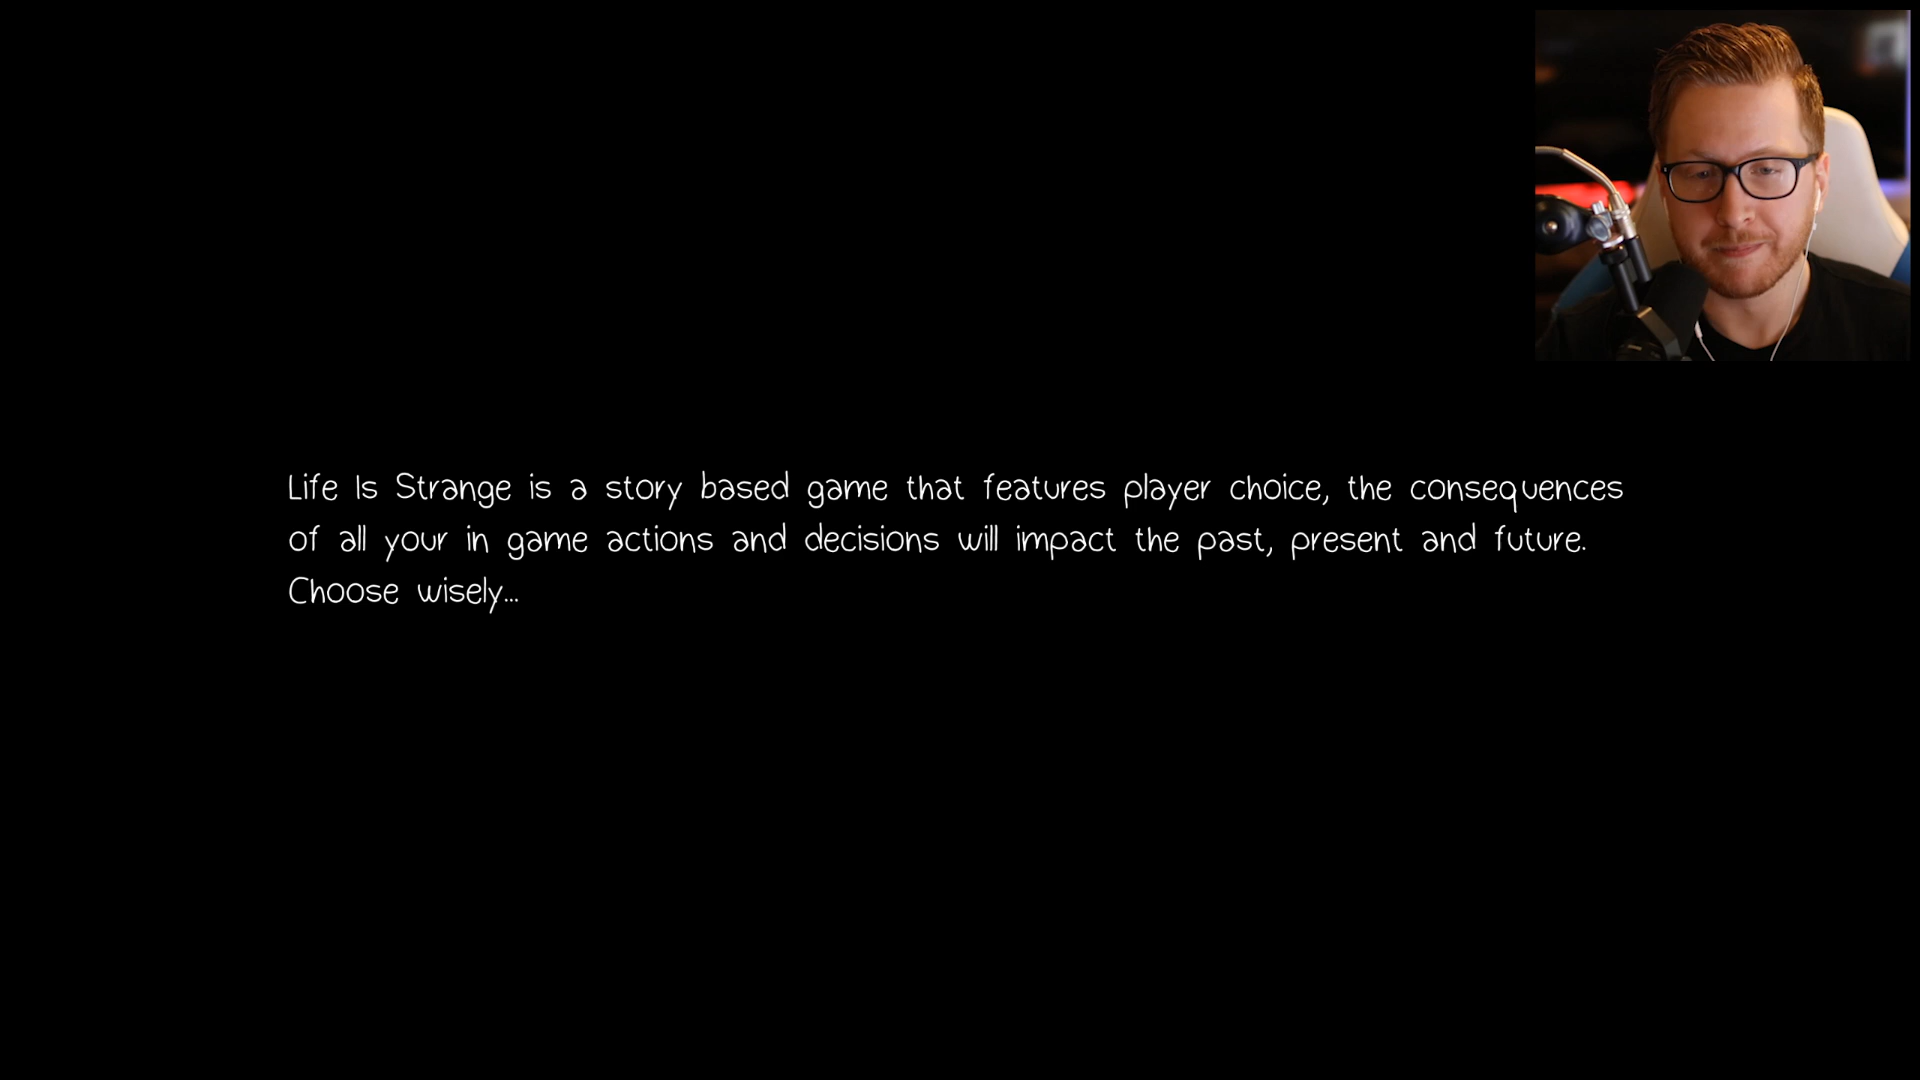 Life Is Strange is a story based game that features player choice, the consequences
of all your in game actions and decisions will impact the past, present and future.
Choose wisely...